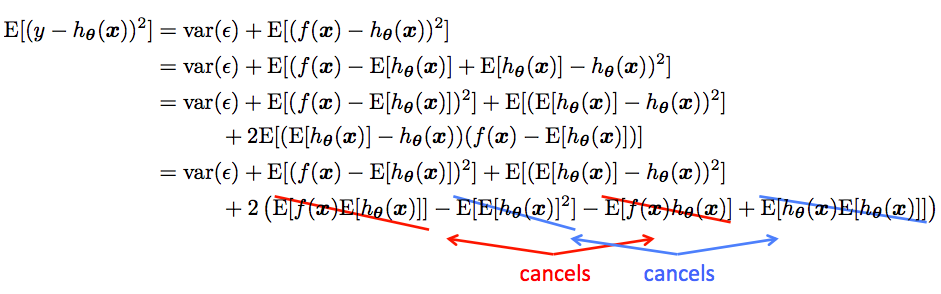 E[(y − h_θ(x))²] = var(ϵ) + E[(f(x) − h_θ(x))²]
= var(ϵ) + E[(f(x) − E[h_θ(x)] + E[h_θ(x)] − h_θ(x))²]
= var(ϵ) + E[(f(x) − E[h_θ(x)])²] + E[(E[h_θ(x)] − h_θ(x))²]
+ 2E[(E[h_θ(x)] − h_θ(x))(f(x) − E[h_θ(x)])]
= var(ϵ) + E[(f(x) − E[h_θ(x)])²] + E[(E[h_θ(x)] − h_θ(x))²]
+ 2 (E[f(x)E[h_θ(x)]] − E[E[h_θ(x)]²] − E[f(x)h_θ(x)] + E[h_θ(x)E[h_θ(x)]])
cancels cancels